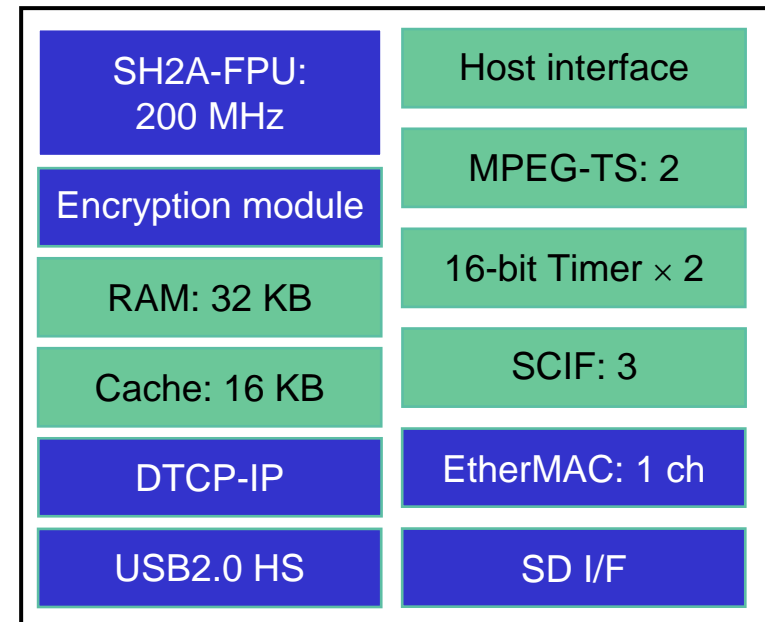 SH2A-FPU:
200 MHz
Encryption module
RAM: 32 KB
Cache: 16 KB
DTCP-IP
USB2.0 HS
Host interface
MPEG-TS: 2
16-bit Timer × 2
SCIF: 3
EtherMAC: 1 ch
SD I/F